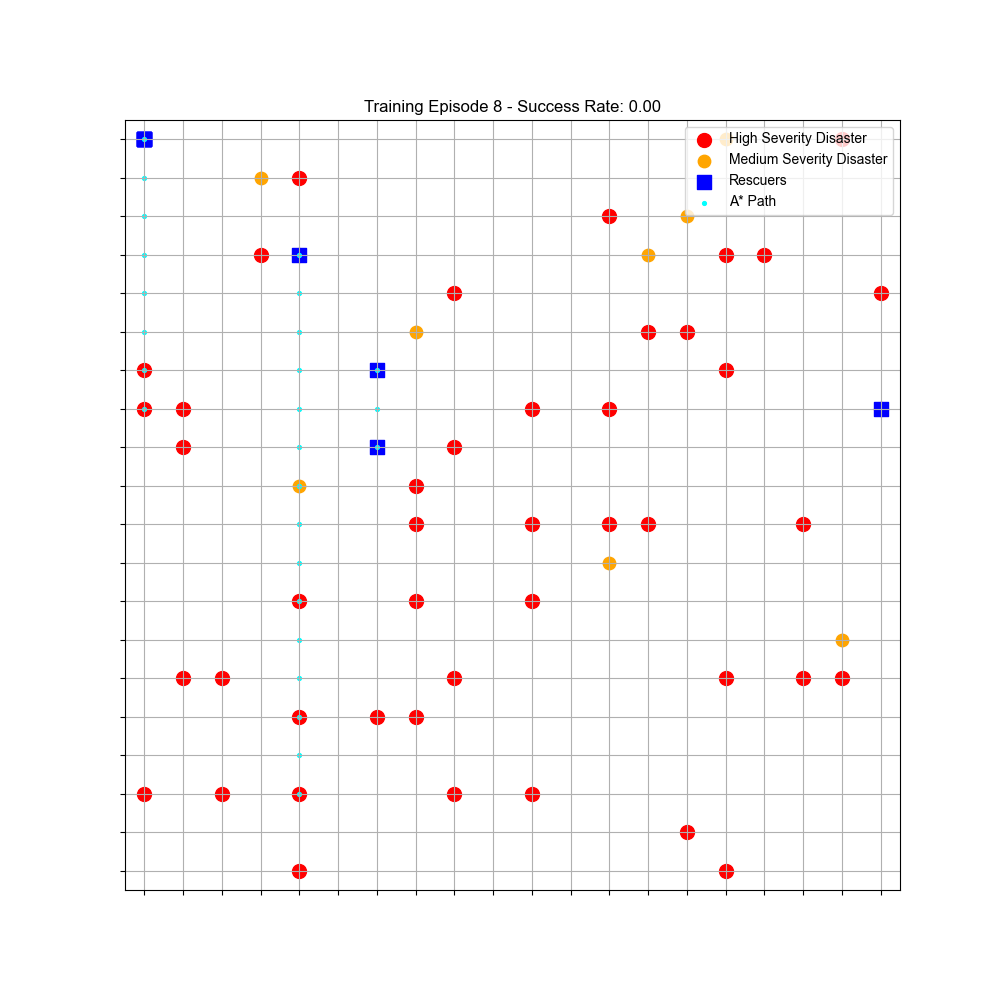 Training Episode 8 - Success Rate: 0.00
High Severity Disaster
Medium Severity Disaster
Rescuers
A* Path